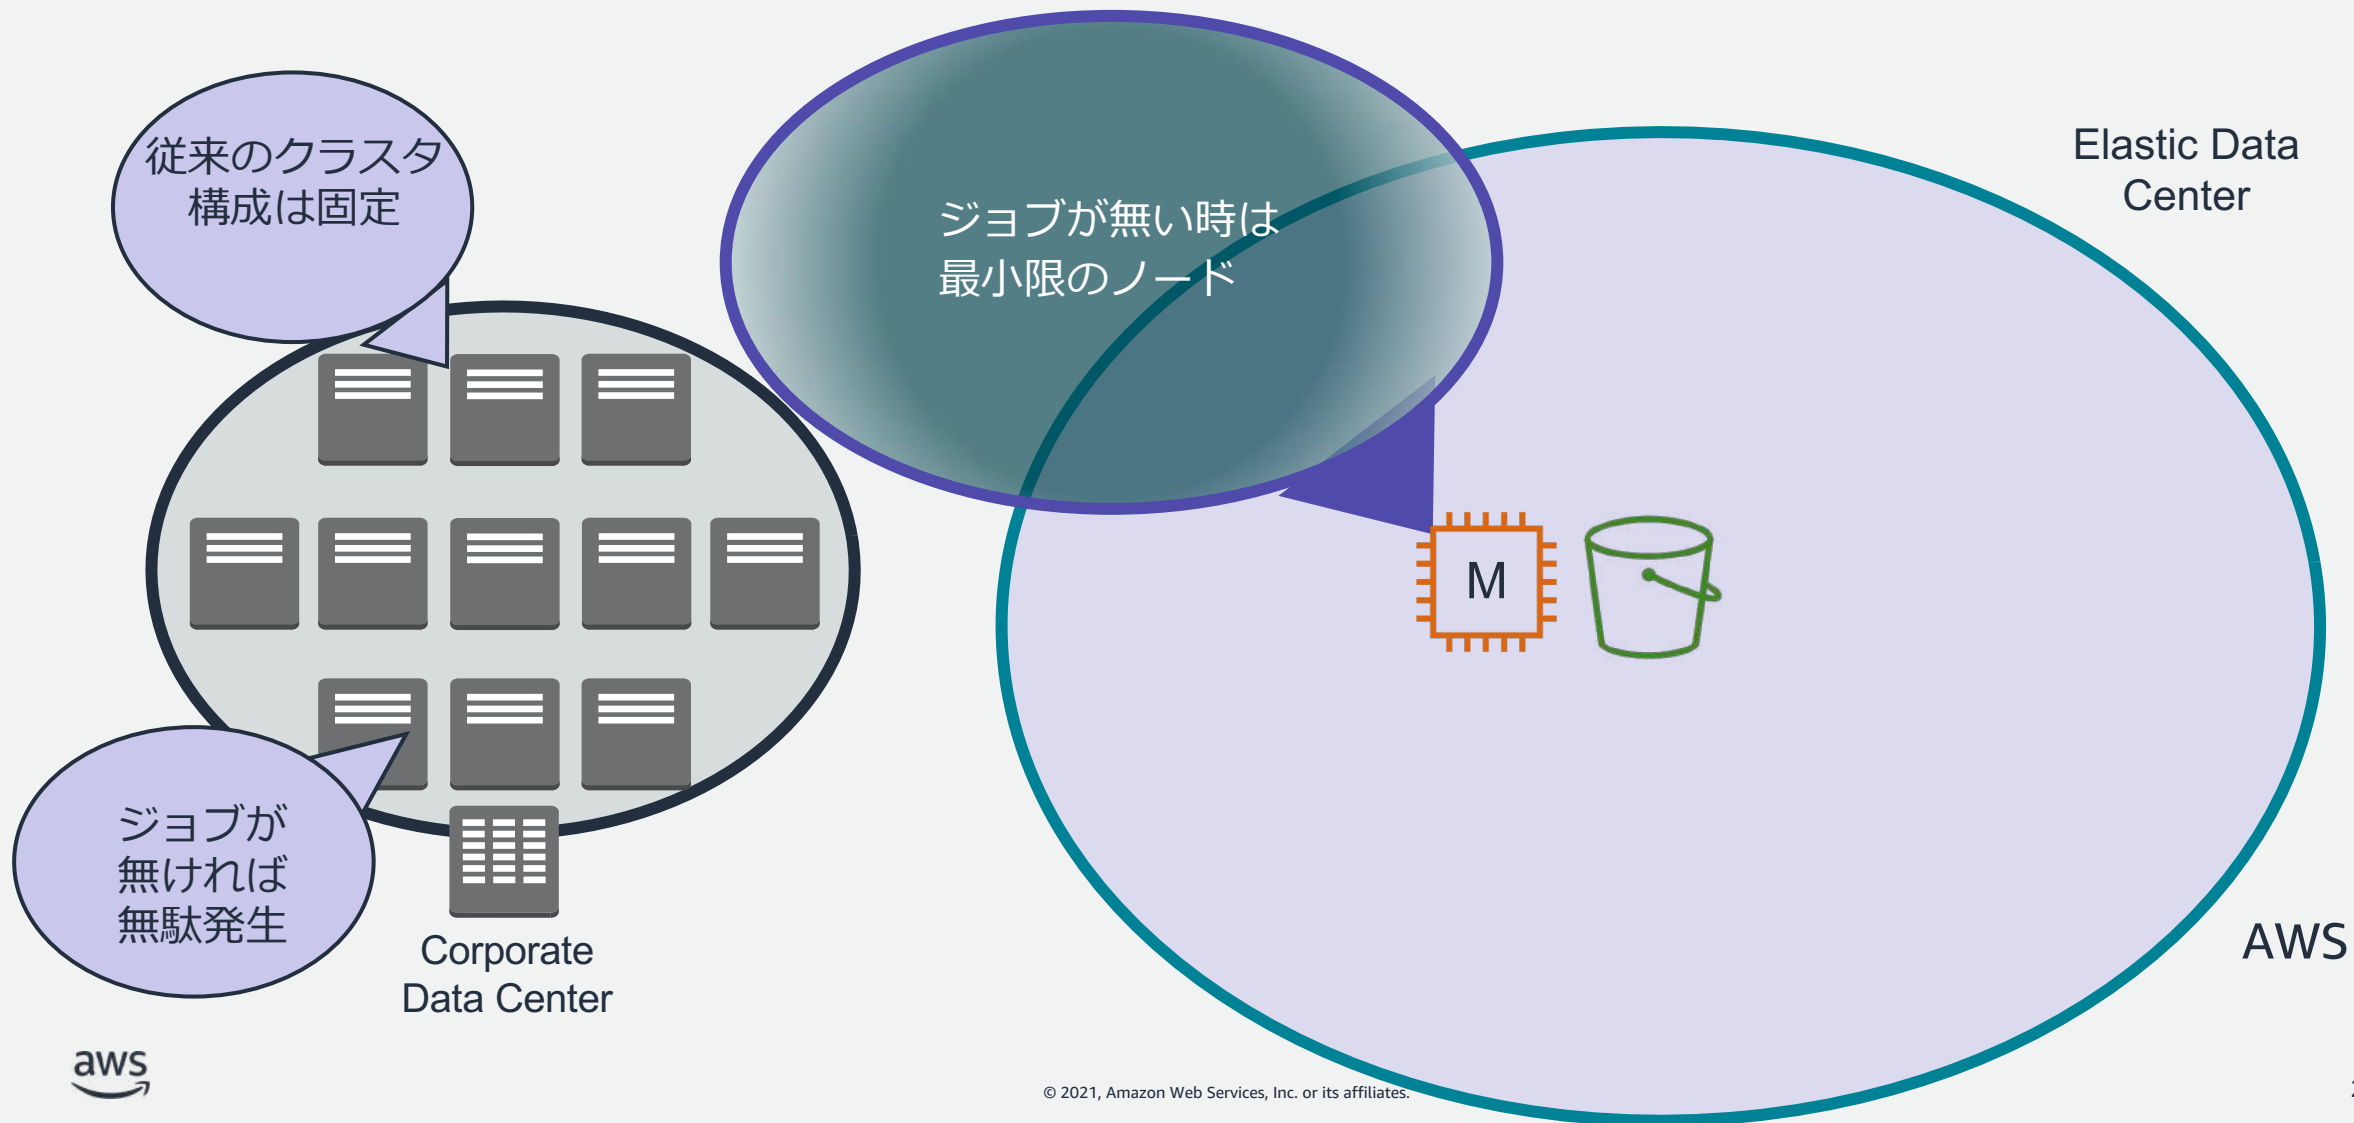 従来のクラスタ
構成は固定
ジョブが無い時は
最小限のノード
Elastic Data
Center
M
ジョブが
無ければ
無駄発生
Corporate
Data Center
AWS
aws
© 2021, Amazon Web Services, Inc. or its affiliates.